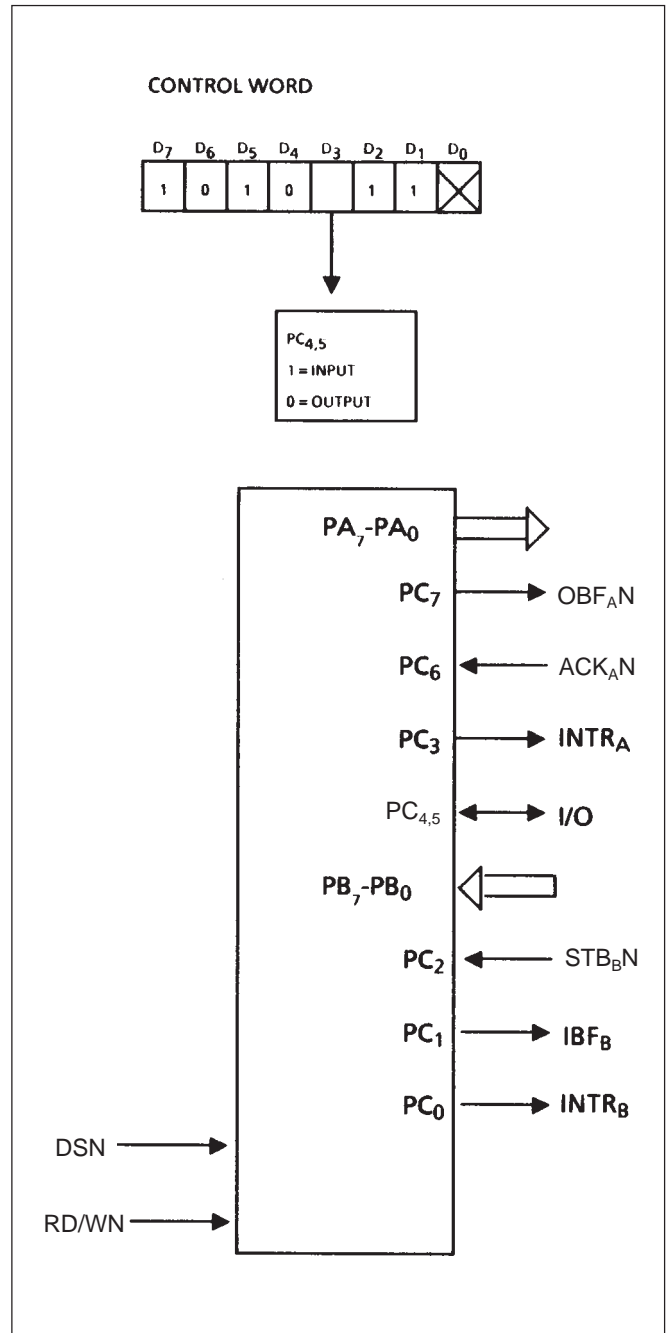 CONTROL WORD
D7 D6 D5 D4 D3 D2 D1 D0
1 0 1 0 1 1
PC4,5
1 = INPUT
0 = OUTPUT
PA7-PA0
PC7 OBFAN
PC6 ACKAN
PC3 INTRA
PC4,5 I/O
PB7-PB0
PC2 STBBN
PC1 IBFB
PC0 INTRB
DSN
RD/WN